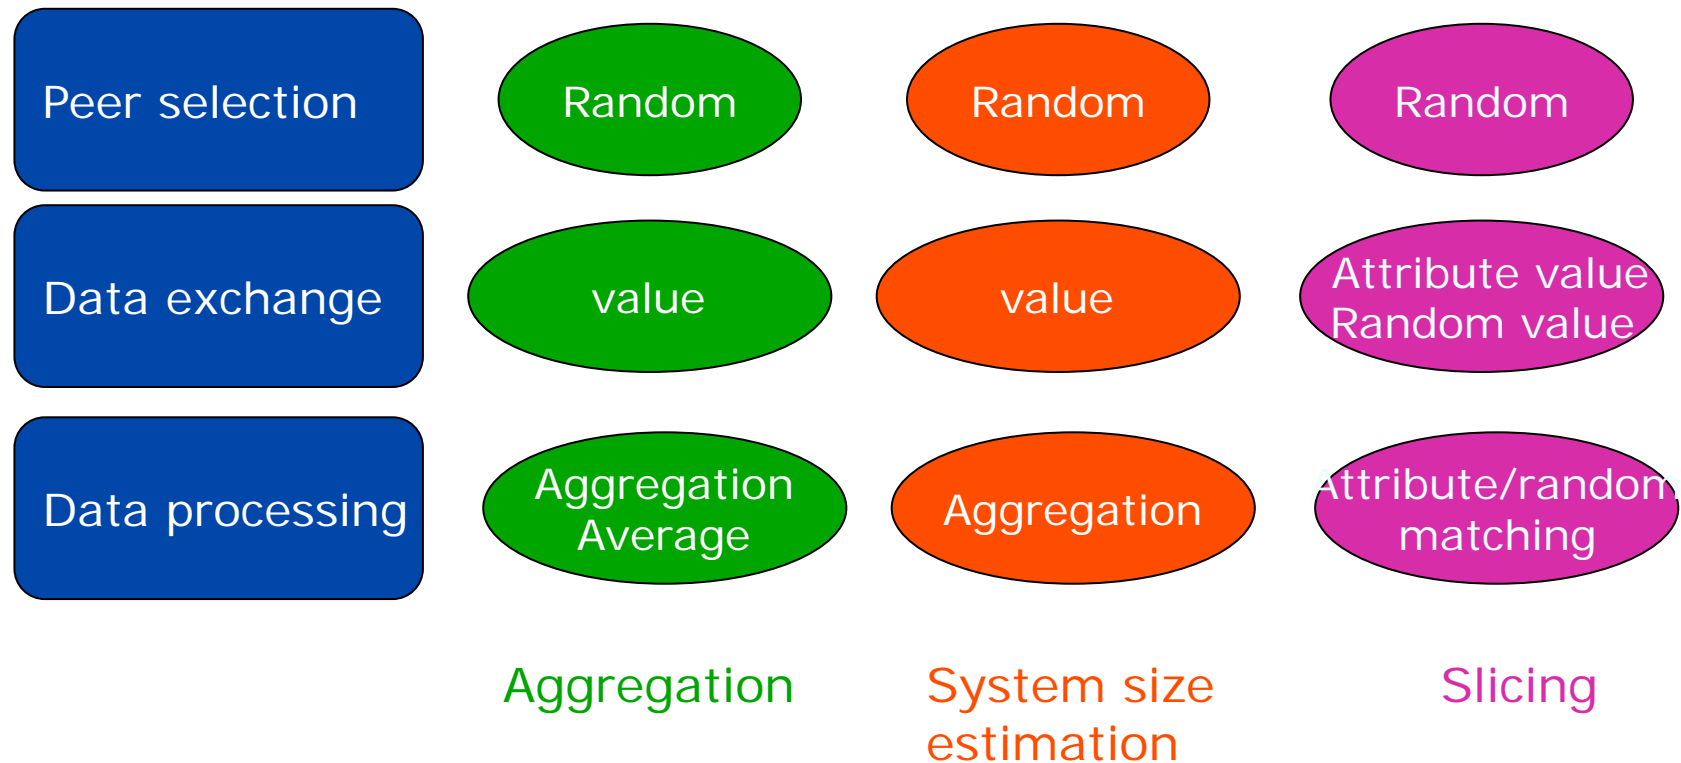 Peer selection
Random
Random
Random
Data exchange
value
value
Attribute value
Random value
Data processing
Aggregation
Average
Aggregation
Attribute/random
matching
Aggregation
System size
estimation
Slicing